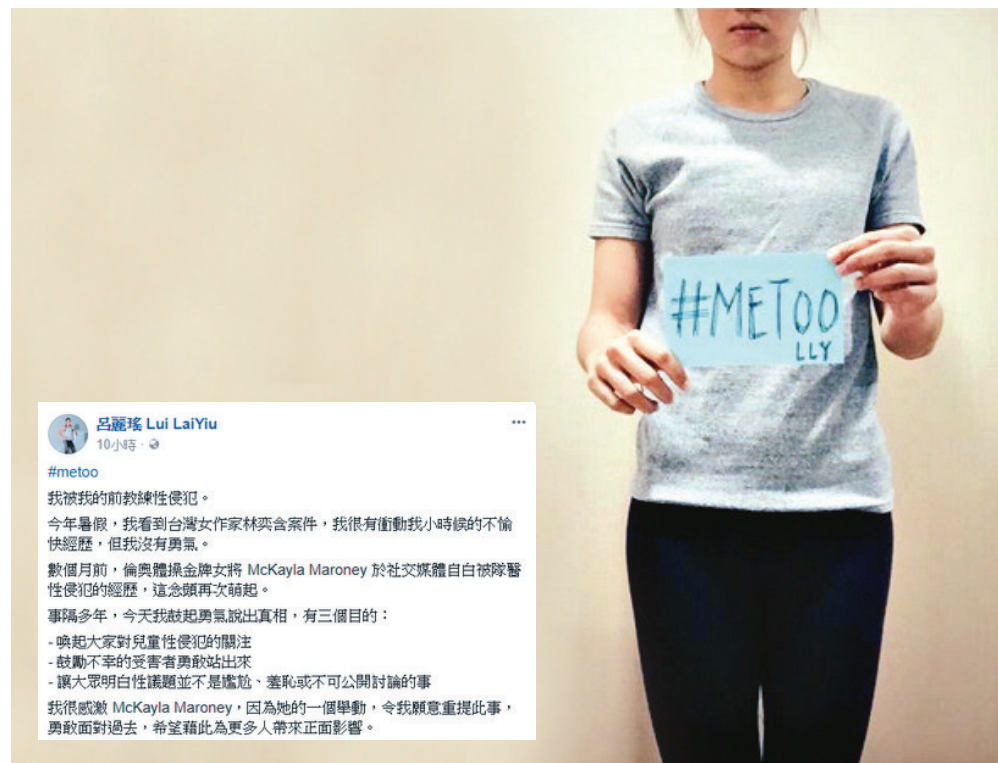 #METOO
LLY
呂麗瑤 Lui LaiYiu
10小時 ·
#metoo
我被我的前教練性侵犯。
今年暑假，我看到台灣女作家林奕含案件，我很有衝動我小時候的不愉
快經歷，但我沒有勇氣。
數個月前，倫奧體操金牌女將 McKayla Maroney 於社交媒體自白被隊醫
性侵犯的經歷，這念頭再次萌起。
事隔多年，今天我鼓起勇氣說出真相，有三個目的：
- 喚起大家對兒童性侵犯的關注
- 鼓勵不幸的受害者勇敢站出來
- 讓大眾明白性議題並不是尷尬、羞恥或不可公開討論的事
我很感激 McKayla Maroney，因為她的一個舉動，令我願意重提此事，
勇敢面對過去，希望藉此為更多人帶來正面影響。